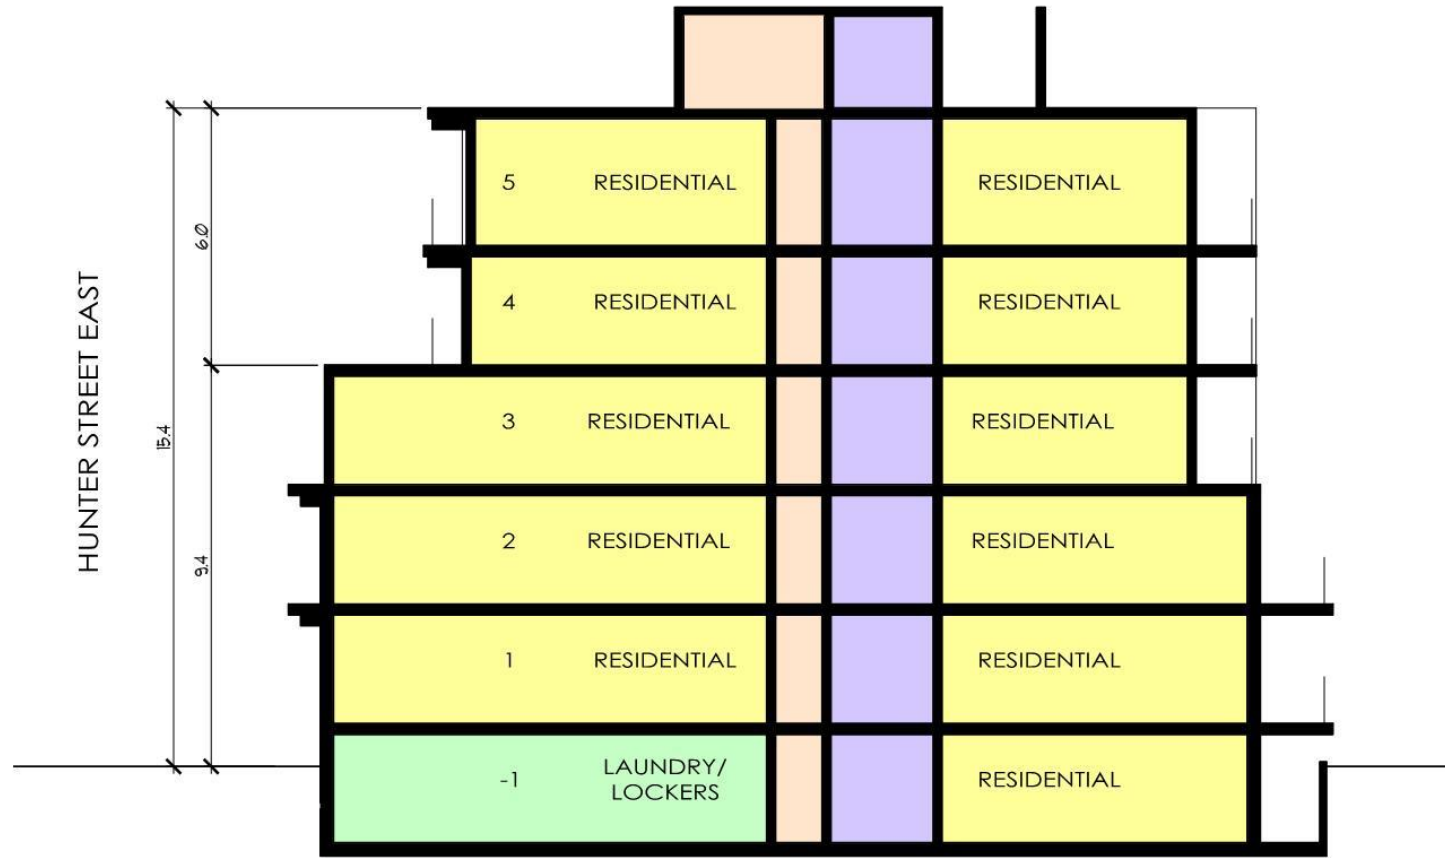 5 RESIDENTIAL RESIDENTIAL
6.0
4 RESIDENTIAL RESIDENTIAL
HUNTER STREET EAST
15.4
3 RESIDENTIAL RESIDENTIAL
9.4
2 RESIDENTIAL RESIDENTIAL
1 RESIDENTIAL RESIDENTIAL
-1 LAUNDRY/
LOCKERS
RESIDENTIAL